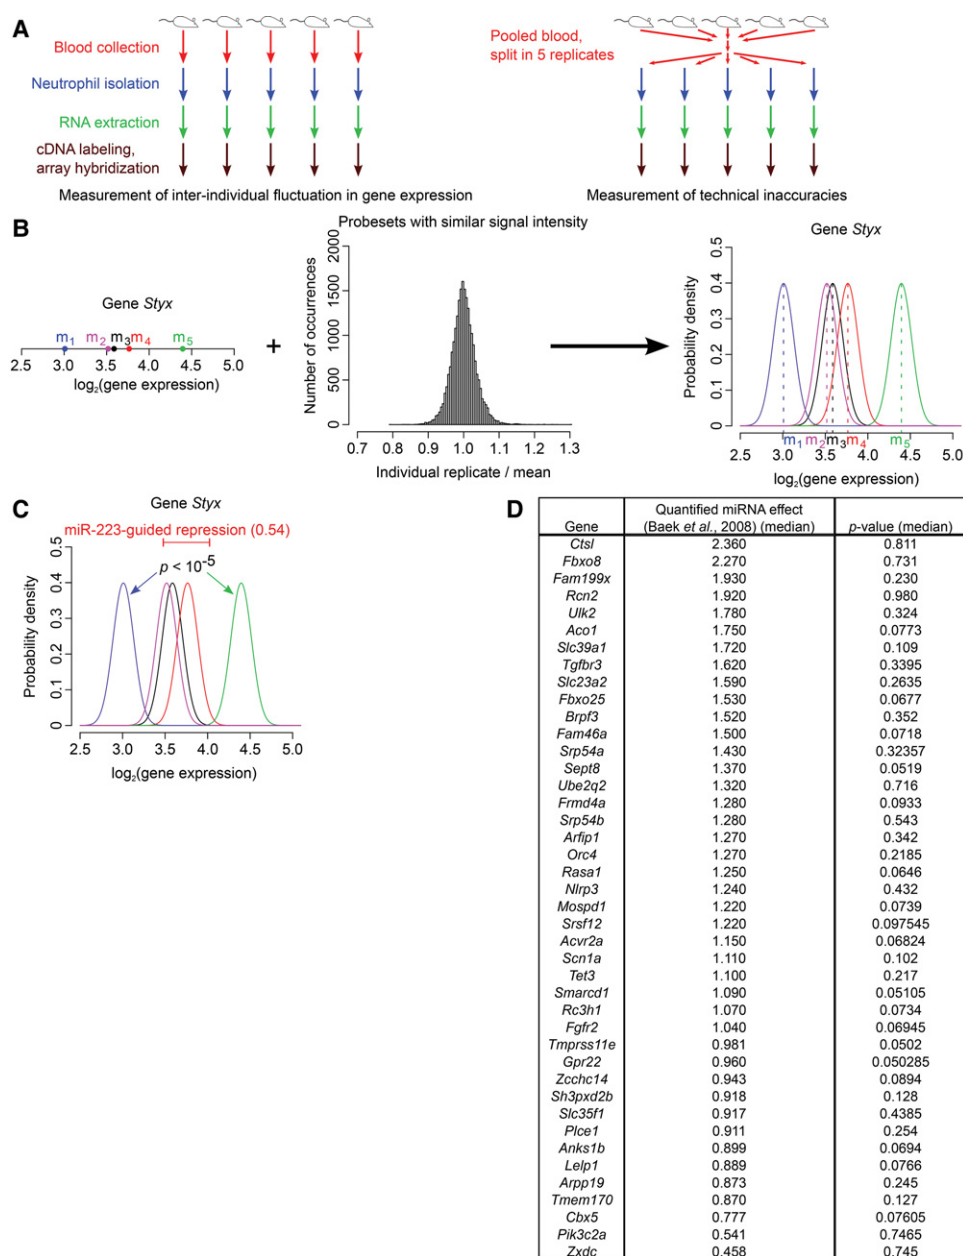 A
Blood collection
Neutrophil isolation
RNA extraction
cDNA labeling,
array hybridization
Measurement of inter-individual fluctuation in gene expression
Pooled blood,
split in 5 replicates
Measurement of technical inaccuracies
B
Gene Styx
m1 m2 m3 m4 m5
2.5 3.0 3.5 4.0 4.5 5.0
log2(gene expression)
+
Probesets with similar signal intensity
Number of occurrences
0 500 1000 1500 2000
0.7 0.8 0.9 1.0 1.1 1.2 1.3
Individual replicate / mean
Gene Styx
Probability density
0 0.1 0.2 0.3 0.4 0.5
m1 m2 m3 m4 m5
2.5 3.0 3.5 4.0 4.5 5.0
log2(gene expression)
C
Gene Styx
miR-223-guided repression (0.54)
p < 10-5
Probability density
0 0.1 0.2 0.3 0.4 0.5
2.5 3.0 3.5 4.0 4.5 5.0
log2(gene expression)
D
Quantified miRNA effect
Gene (Baek et al., 2008) (median) p-value (median)
Ctsl 2.360 0.811
Fbxo8 2.270 0.731
Fam199x 1.930 0.230
Rcn2 1.920 0.980
Ulk2 1.780 0.324
Aco1 1.750 0.0773
Slc39a1 1.720 0.109
Tgfbr3 1.620 0.3395
Slc23a2 1.590 0.2635
Fbxo25 1.530 0.0677
Brpf3 1.520 0.352
Fam46a 1.500 0.0718
Srp54a 1.430 0.32357
Sept8 1.370 0.0519
Ube2q2 1.320 0.716
Frmd4a 1.280 0.0933
Srp54b 1.280 0.543
Arfip1 1.270 0.342
Orc4 1.270 0.2185
Rasa1 1.250 0.0646
Nlrp3 1.240 0.432
Mospd1 1.220 0.0739
Srsf12 1.220 0.097545
Acvr2a 1.150 0.06824
Scn1a 1.110 0.102
Tet3 1.100 0.217
Smarcd1 1.090 0.05105
Rc3h1 1.070 0.0734
Fgfr2 1.040 0.06945
Tmprss11e 0.981 0.0502
Gpr22 0.960 0.050285
Zcchc14 0.943 0.0894
Sh3pxd2b 0.918 0.128
Slc35f1 0.917 0.4385
Plce1 0.911 0.254
Anks1b 0.899 0.0694
Lelp1 0.889 0.0766
Arpp19 0.873 0.245
Tmem170 0.870 0.127
Cbx5 0.777 0.07605
Pik3c2a 0.541 0.7465
Zxdc 0.458 0.745